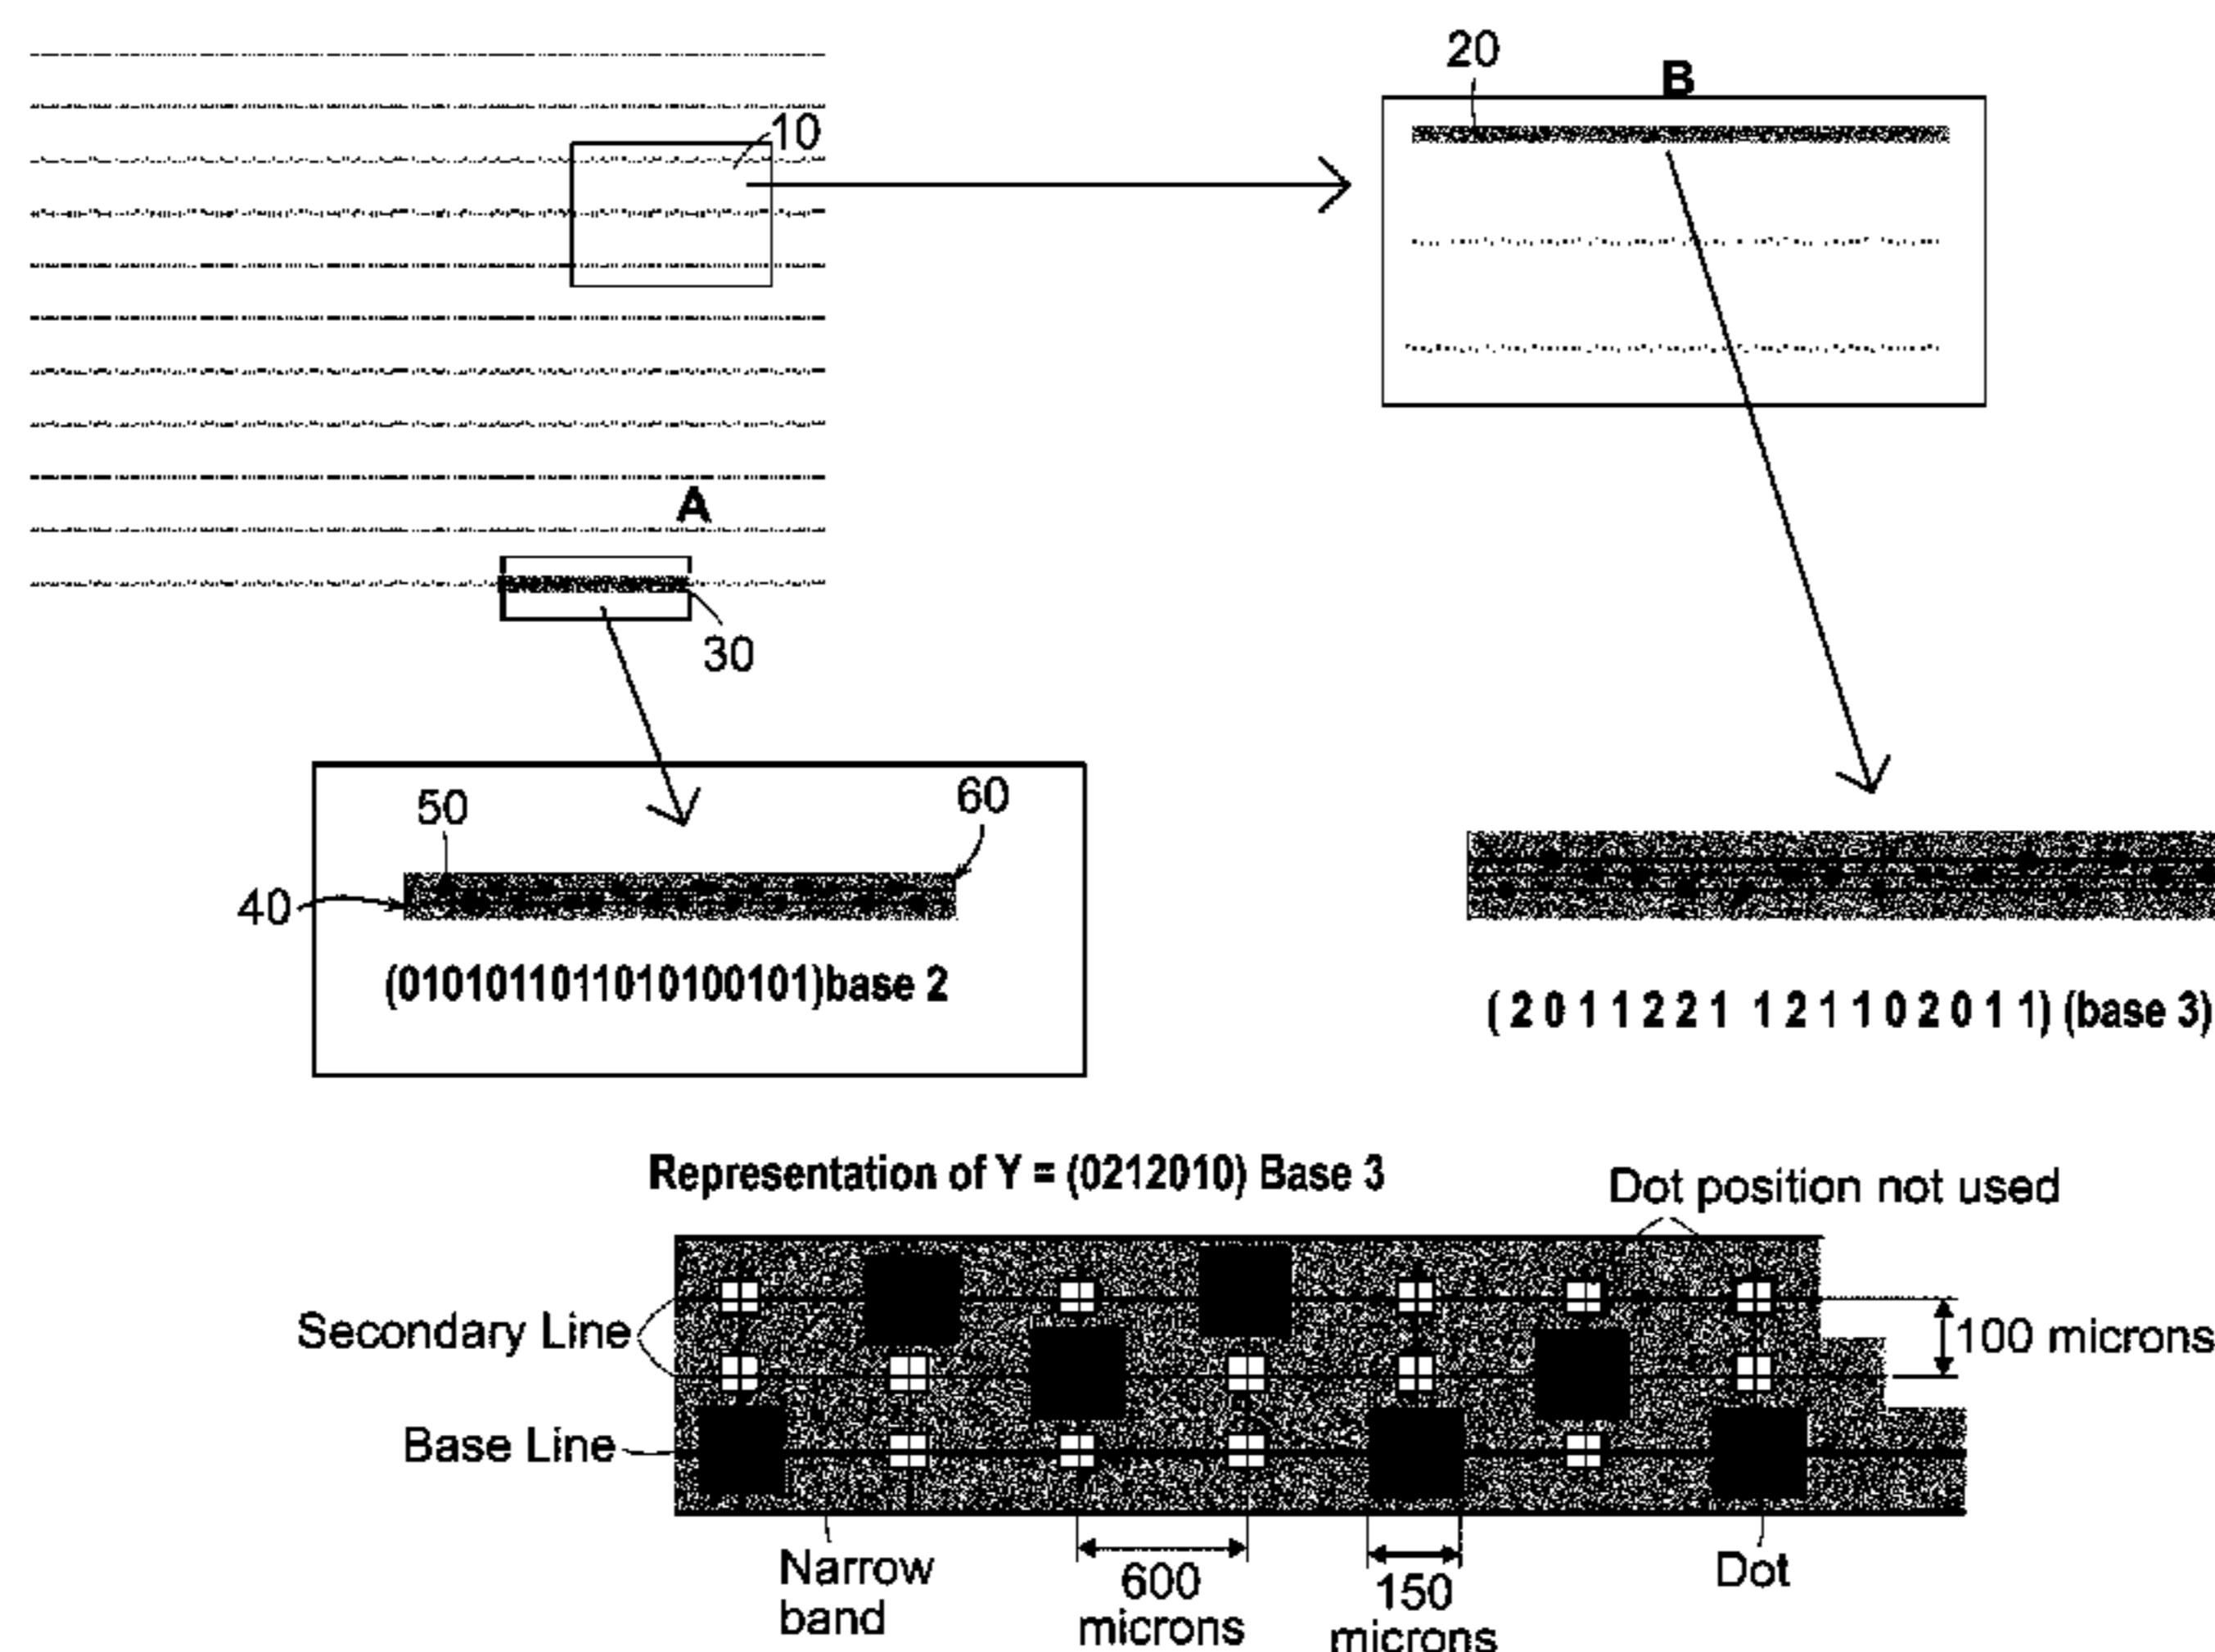 20
B
10
A
30
50
60
40
(0101011011010100101)base 2
( 2 0 1 1 2 2 1 1 2 1 1 0 2 0 1 1) (base 3)
Representation of Y = (0212010) Base 3
Dot position not used
Secondary Line
100 microns
Base Line
Narrow
band
600
microns
150
microns
Dot